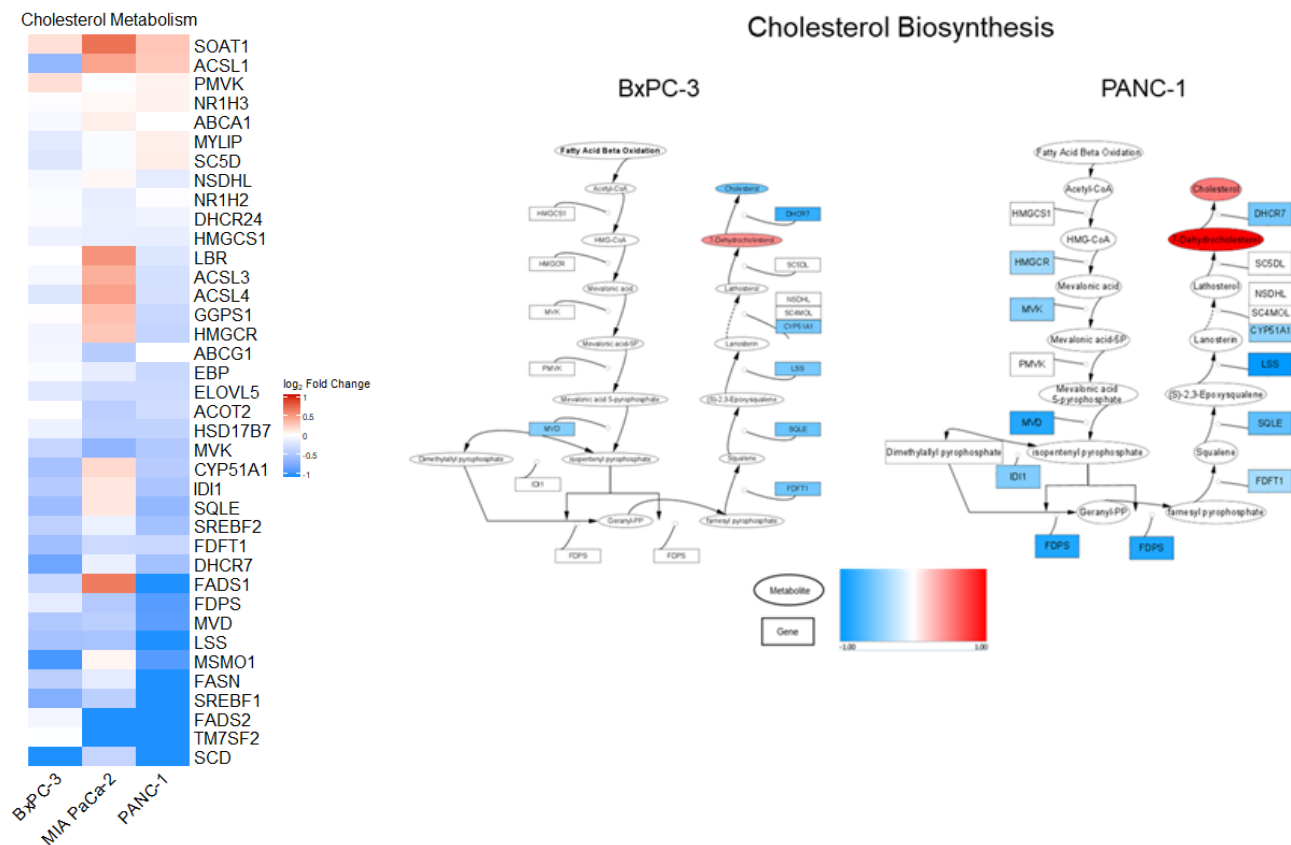 Cholesterol Metabolism
SOAT1
ACSL1
PMVK
NR1H3
ABCA1
MYLIP
SC5D
NSDHL
NR1H2
DHCR24
HMGCS1
LBR
ACSL3
ACSL4
GGPS1
HMGCR
ABCG1
EBP
ELOVL5
ACOT2
HSD17B7
MVK
CYP51A1
IDI1
SQLE
SREBF2
FDFT1
DHCR7
FADS1
FDPS
MVD
LSS
MSMO1
FASN
SREBF1
FADS2
TM7SF2
SCD
BxPC-3
MIA PaCa-2
PANC-1
log2 Fold Change
1
0.5
0
-0.5
-1
Cholesterol Biosynthesis
BxPC-3
Fatty Acid Beta Oxidation
Acetyl-CoA
HMGCS1
HMG-CoA
HMGCR
Mevalonic acid
MVK
Mevalonic acid-5P
PMVK
Mevalonic acid 5-pyrophosphate
MVD
Dimethylallyl pyrophosphate
isopentenyl pyrophosphate
IDI1
Geranyl-PP
farnesyl pyrophosphate
FDPS
FDPS
Cholesterol
DHCR7
7-Dehydrocholesterol
SC5DL
Lathosterol
NSDHL
SC4MOL
CYP51A1
Lanosterin
LSS
(S)-2,3-Epoxysqualene
SQLE
Squalene
FDFT1
PANC-1
Fatty Acid Beta Oxidation
Acetyl-CoA
HMGCS1
HMG-CoA
HMGCR
Mevalonic acid
MVK
Mevalonic acid-5P
PMVK
Mevalonic acid
5-pyrophosphate
MVD
Dimethylallyl pyrophosphate
isopentenyl pyrophosphate
IDI1
Geranyl-PP
farnesyl pyrophosphate
FDPS
FDPS
Cholesterol
DHCR7
7-Dehydrocholesterol
SC5DL
Lathosterol
NSDHL
SC4MOL
CYP51A1
Lanosterin
LSS
(S)-2,3-Epoxysqualene
SQLE
Squalene
FDFT1
Metabolite
Gene
-1.00
1.00